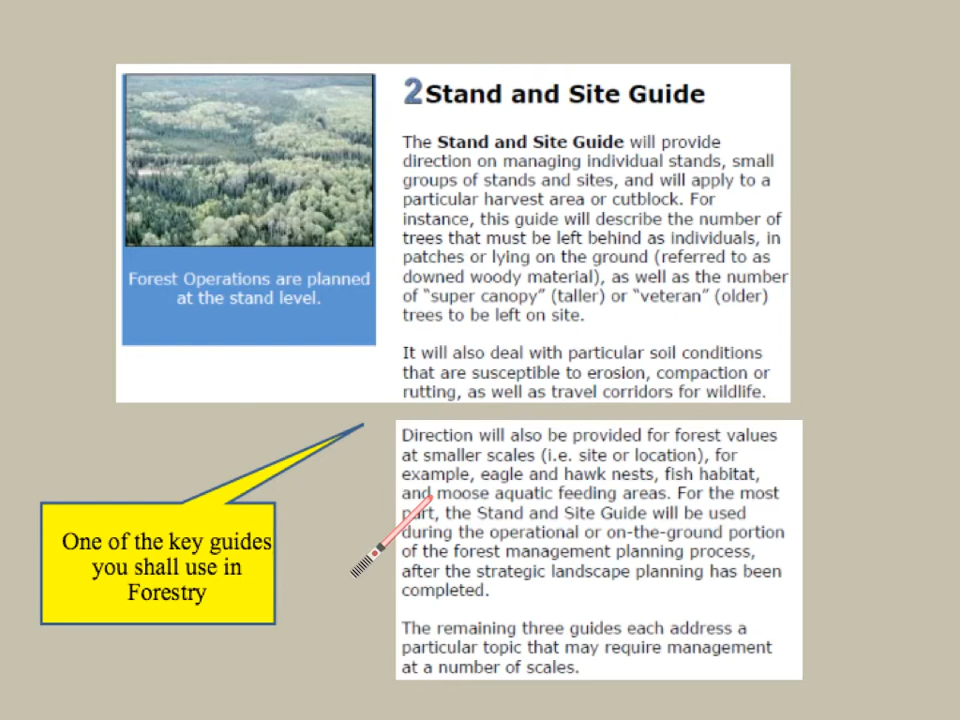 2 Stand and Site Guide
The Stand and Site Guide will provide
direction on managing individual stands, small
groups of stands and sites, and will apply to a
particular harvest area or cutblock. For
instance, this guide will describe the number of
trees that must be left behind as individuals, in
patches or lying on the ground (referred to as
downed woody material), as well as the number
of “super canopy” (taller) or “veteran” (older)
trees to be left on site.
It will also deal with particular soil conditions
that are susceptible to erosion, compaction or
rutting, as well as travel corridors for wildlife.
Forest Operations are planned
at the stand level.
Direction will also be provided for forest values
at smaller scales (i.e. site or location), for
example, eagle and hawk nests, fish habitat,
and moose aquatic feeding areas. For the most
part, the Stand and Site Guide will be used
during the operational or on-the-ground portion
of the forest management planning process,
after the strategic landscape planning has been
completed.
The remaining three guides each address a
particular topic that may require management
at a number of scales.
One of the key guides
you shall use in
Forestry